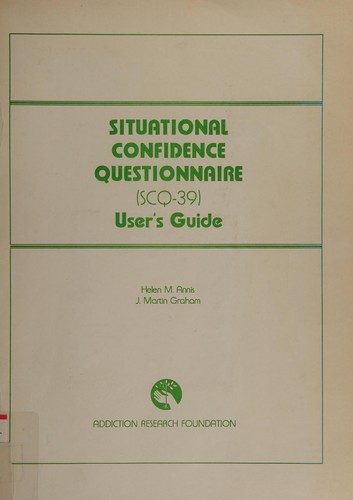 SITUATIONAL
CONFIDENCE
QUESTIONNAIRE
(SCQ-39)
User's Guide
Helen M. Annis
J. Martin Graham
ADDICTION RESEARCH FOUNDATION